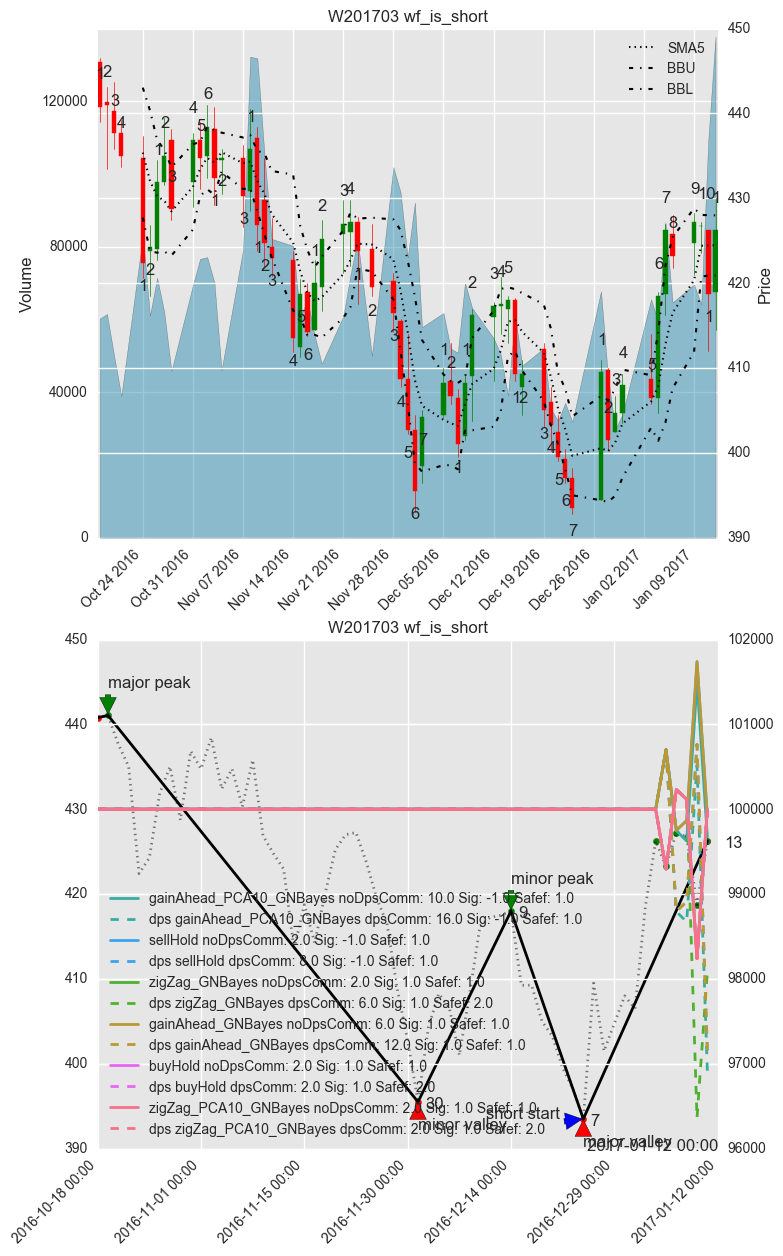 W201703 wf_is_short
450
SMA5
BBU
BBL
120000
440
430
80000
420
Volume
Price
410
40000
400
0
390
Oct 24 2016
Oct 31 2016
Nov 07 2016
Nov 14 2016
Nov 21 2016
Nov 28 2016
Dec 05 2016
Dec 12 2016
Dec 19 2016
Dec 26 2016
Jan 02 2017
Jan 09 2017
W201703 wf_is_short
450
102000
major peak
440
101000
430
100000
13
420
99000
minor peak
9
gainAhead_PCA10_GNBayes noDpsComm: 10.0 Sig: -1.0 Safef: 1.0
dps gainAhead_PCA10_GNBayes dpsComm: 16.0 Sig: -1.0 Safef: 1.0
sellHold noDpsComm: 2.0 Sig: -1.0 Safef: 1.0
dps sellHold dpsComm: 8.0 Sig: -1.0 Safef: 1.0
410
98000
zigZag_GNBayes noDpsComm: 2.0 Sig: 1.0 Safef: 1.0
dps zigZag_GNBayes dpsComm: 6.0 Sig: 1.0 Safef: 2.0
gainAhead_GNBayes noDpsComm: 6.0 Sig: 1.0 Safef: 1.0
dps gainAhead_GNBayes dpsComm: 12.0 Sig: 1.0 Safef: 1.0
400
97000
buyHold noDpsComm: 2.0 Sig: 1.0 Safef: 1.0
dps buyHold dpsComm: 2.0 Sig: 1.0 Safef: 2.0
zigZag_PCA10_GNBayes noDpsComm: 2.0 Sig: 1.0 Safef: 1.0
dps zigZag_PCA10_GNBayes dpsComm: 2.0 Sig: 1.0 Safef: 2.0
30
short start
7
minor valley
major valley
2017-01-12 00:00
390
96000
2016-10-18 00:00
2016-11-01 00:00
2016-11-15 00:00
2016-11-30 00:00
2016-12-14 00:00
2016-12-29 00:00
2017-01-12 00:00